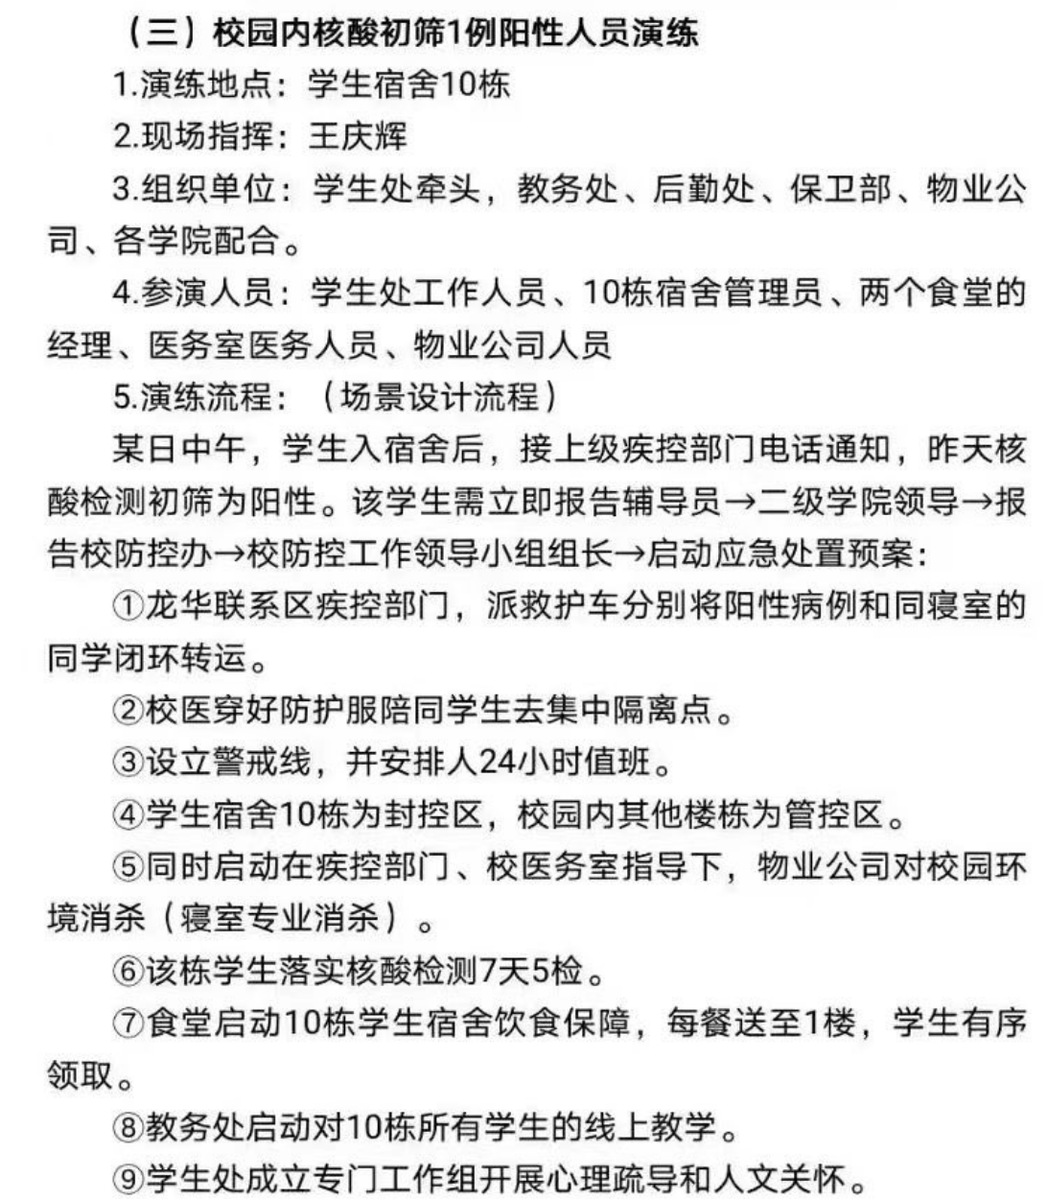 （三）校园内核酸初筛1例阳性人员演练
1.演练地点：学生宿舍10栋
2.现场指挥：王庆辉
3.组织单位：学生处牵头，教务处、后勤处、保卫部、物业公
司、各学院配合。
4.参演人员：学生处工作人员、10栋宿舍管理员、两个食堂的
经理、医务室医务人员、物业公司人员
5.演练流程：（场景设计流程）
某日中午，学生入宿舍后，接上级疾控部门电话通知，昨天核
酸检测初筛为阳性。该学生需立即报告辅导员→二级学院领导→报
告校防控办→校防控工作领导小组组长→启动应急处置预案：
①龙华联系区疾控部门，派救护车分别将阳性病例和同寝室的
同学闭环转运。
②校医穿好防护服陪同学生去集中隔离点。
③设立警戒线，并安排人24小时值班。
④学生宿舍10栋为封控区，校园内其他楼栋为管控区。
⑤同时启动在疾控部门、校医务室指导下，物业公司对校园环
境消杀（寝室专业消杀）。
⑥该栋学生落实核酸检测7天5检。
⑦食堂启动10栋学生宿舍饮食保障，每餐送至1楼，学生有序
领取。
⑧教务处启动对10栋所有学生的线上教学。
⑨学生处成立专门工作组开展心理疏导和人文关怀。